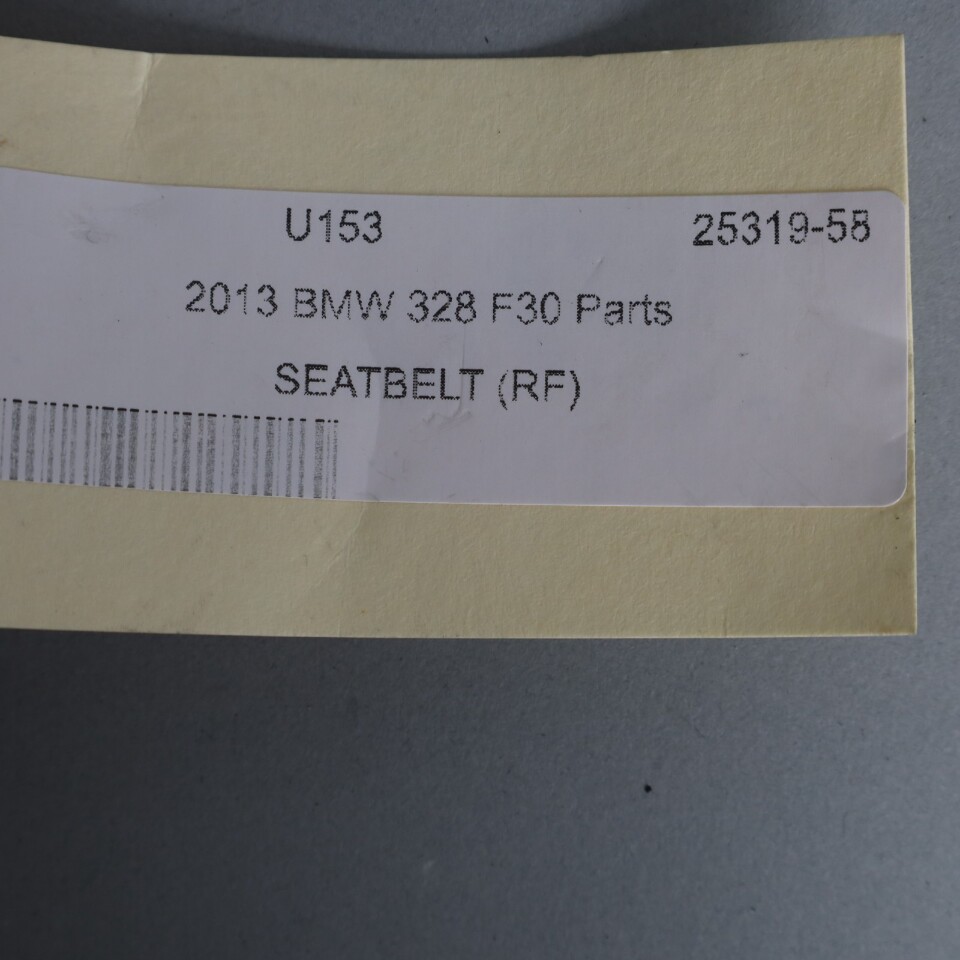 U153 25319-58
2013 BMW 328 F30 Parts
SEATBELT (RF)